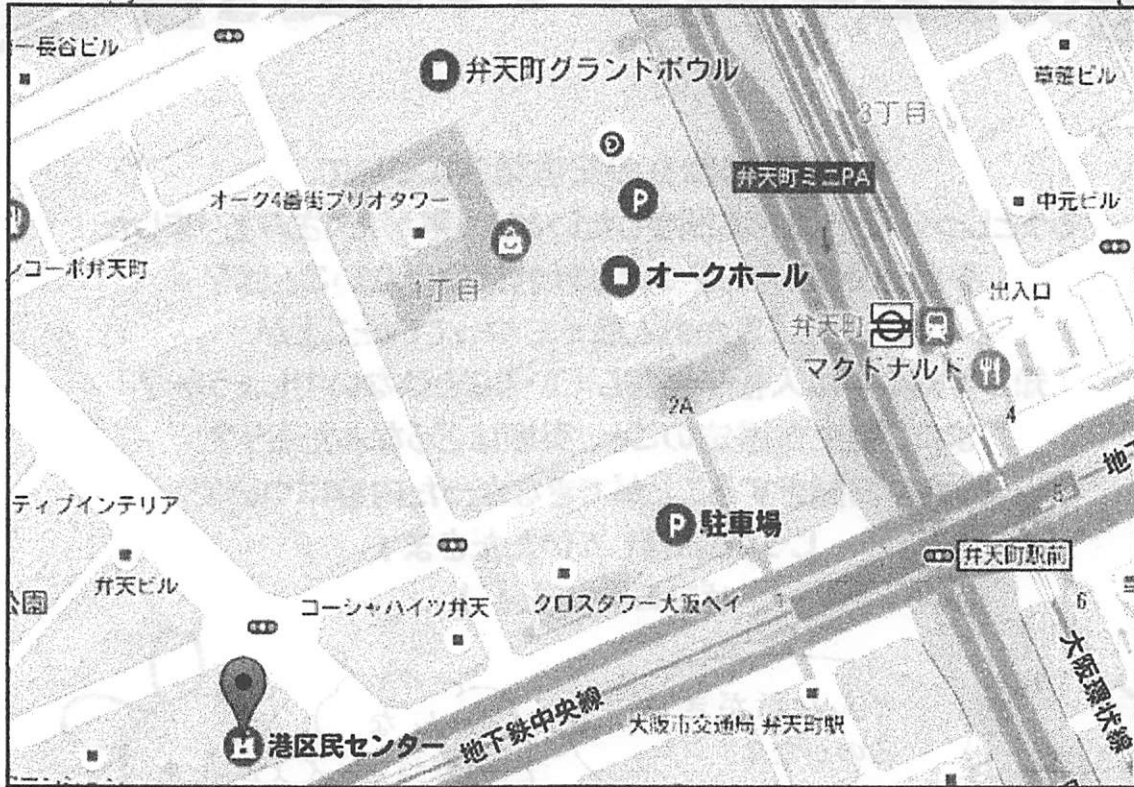 一長谷ビル
弁天町グランドボウル
草薙ビル
3丁目
弁天町ミニPA
P
オーク4番街プリオタワー
中元ビル
コーポ弁天町
1丁目
オークホール
出入口
弁天町
マクドナルド
2A
4
地下
ティブインテリア
5
P 駐車場
弁天町駅前
弁天ビル
公園
コーシャハイツ弁天
クロスタワー大阪ベイ
1
6
大阪環状線
港区民センター
地下鉄中央線
大阪市交通局 弁天町駅